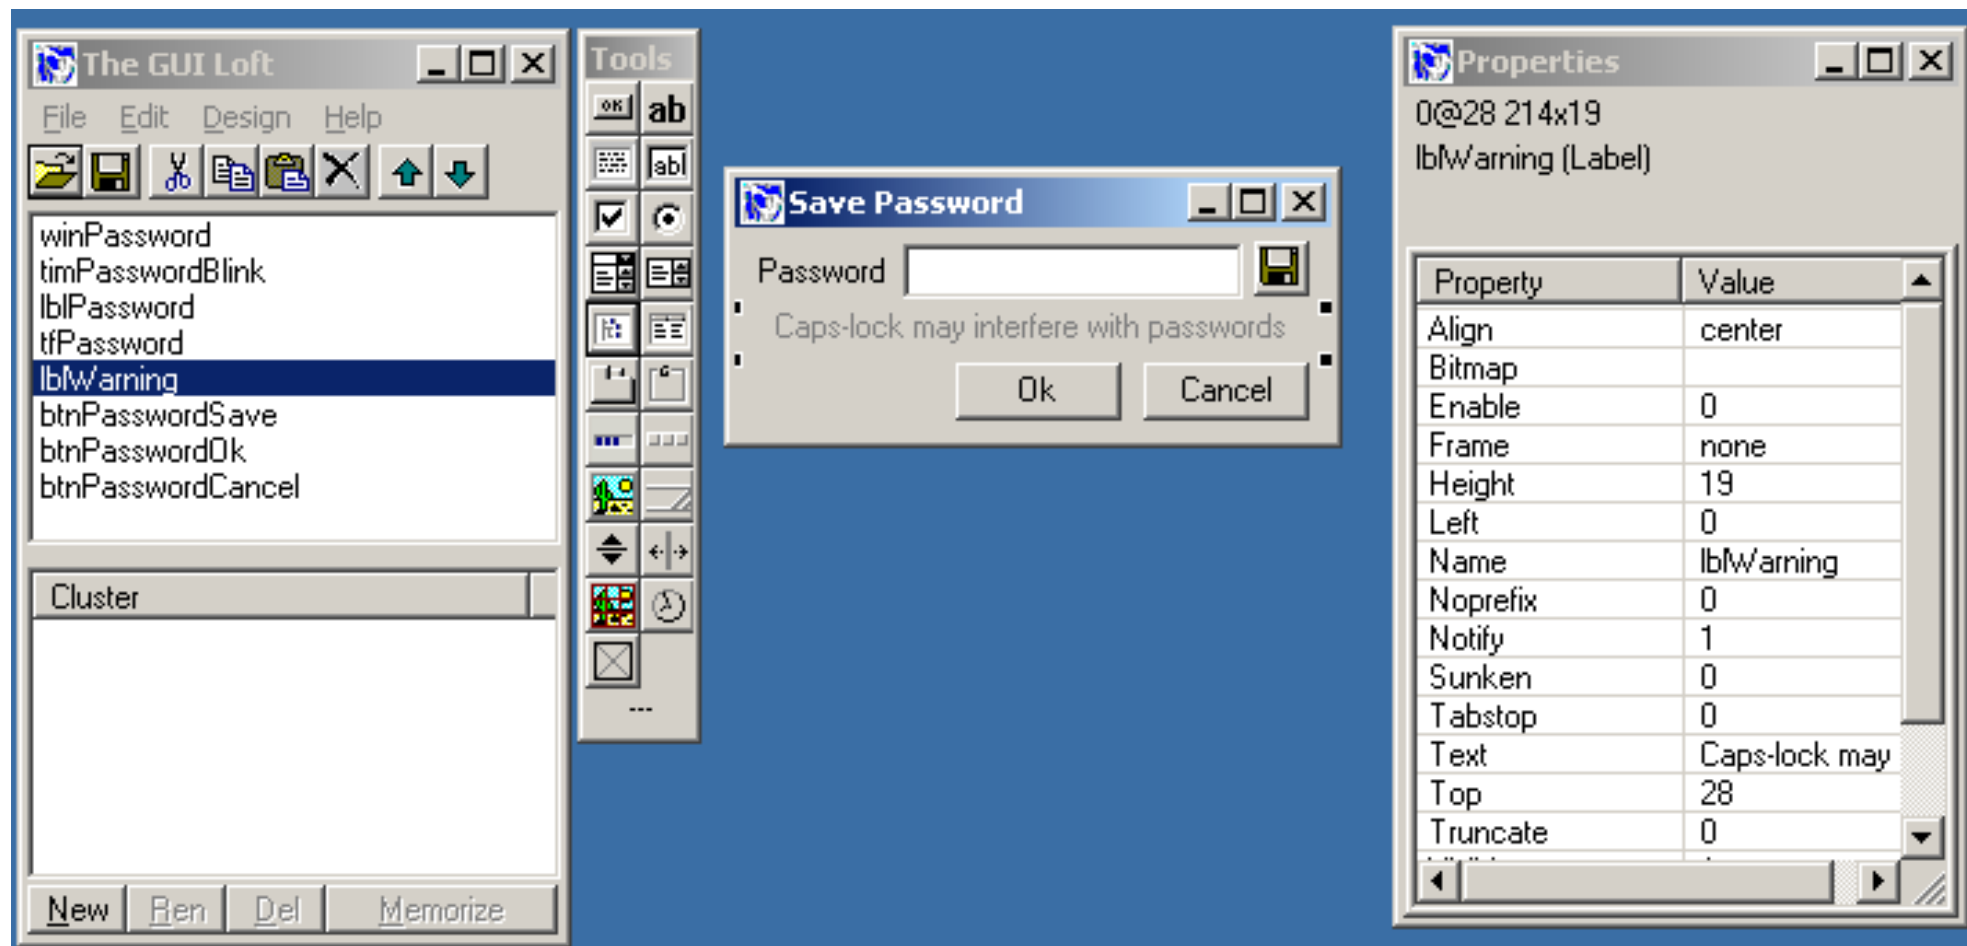 The GUI Loft
File Edit Design Help
winPassword
timPasswordBlink
lblPassword
tfPassword
lblWarning
btnPasswordSave
btnPasswordOk
btnPasswordCancel
Cluster
New Ren Del Memorize
Tools
OK ab
abl
---
Save Password
Password
Caps-lock may interfere with passwords
Ok Cancel
Properties
0@28 214x19
lblWarning (Label)
Property Value
Align center
Bitmap
Enable 0
Frame none
Height 19
Left 0
Name lblWarning
Noprefix 0
Notify 1
Sunken 0
Tabstop 0
Text Caps-lock may
Top 28
Truncate 0